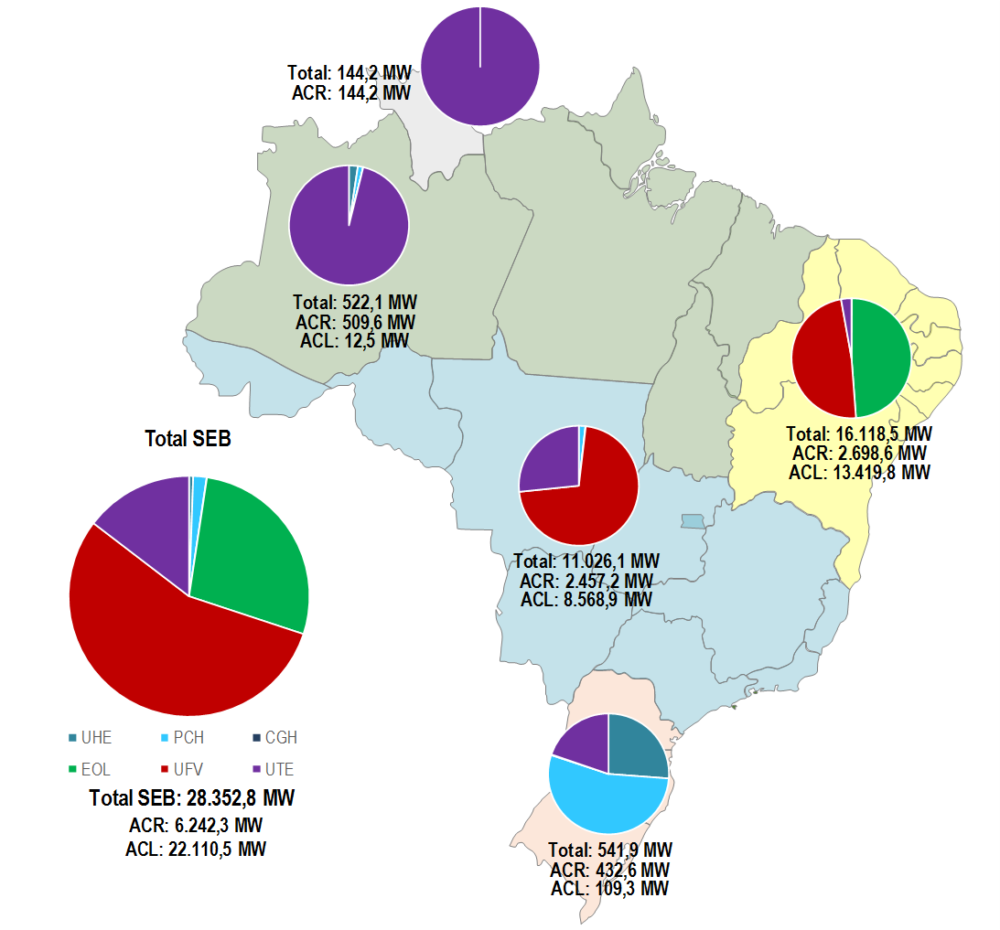 Total: 144,2 MW
ACR: 144,2 MW
Total: 522,1 MW
ACR: 509,6 MW
ACL: 12,5 MW
Total: 16.118,5 MW
ACR: 2.698,6 MW
ACL: 13.419,8 MW
Total SEB
Total: 11.026,1 MW
ACR: 2.457,2 MW
ACL: 8.568,9 MW
UHE PCH CGH
EOL UFV UTE
Total SEB: 28.352,8 MW
ACR: 6.242,3 MW
ACL: 22.110,5 MW
Total: 541,9 MW
ACR: 432,6 MW
ACL: 109,3 MW